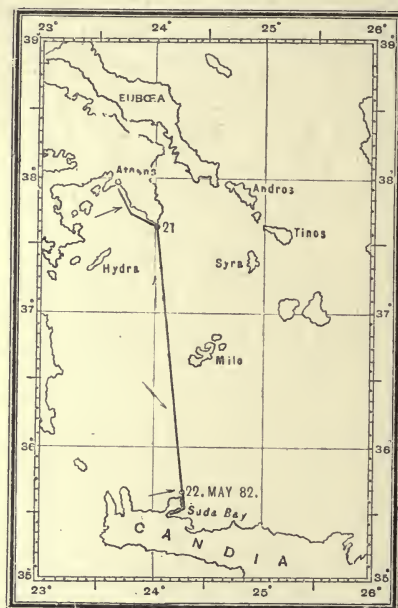 23° 24° 25° 26°
39 39
EUBŒA
Athens
38° 38°
Andros
21
Tinos
Hydra
Syra
37° 37°
Milo
36° 36°
22. MAY 82.
Suda Bay
CANDIA
35 35
23° 24° 25° 26°